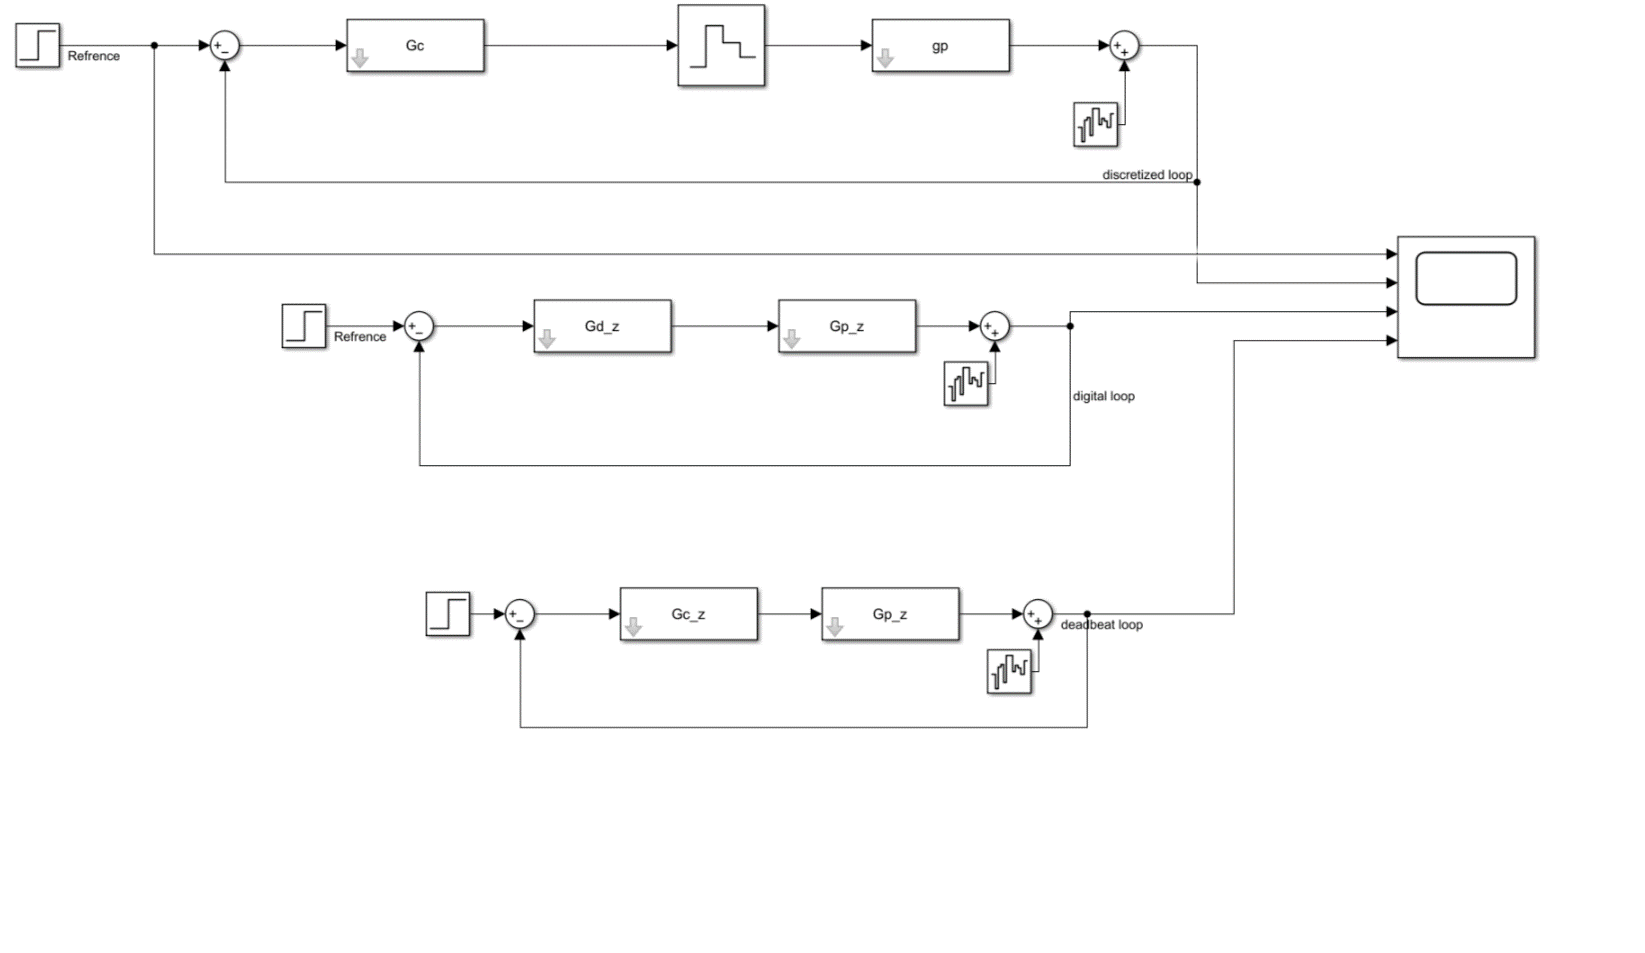 Gc
gp
Refrence
discretized loop
Gd_z
Gp_z
Refrence
digital loop
Gc_z
Gp_z
deadbeat loop